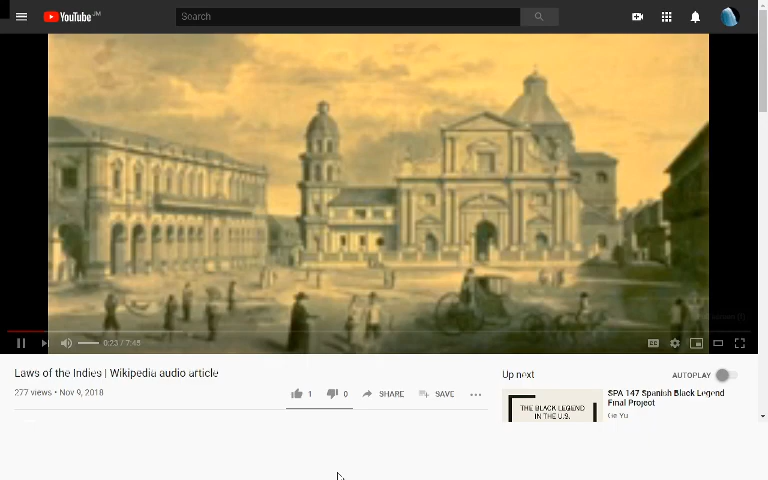 YouTube JM
Search
0:23 / 7:45
Laws of the Indies | Wikipedia audio article
277 views • Nov 9, 2018
1
0
SHARE
SAVE
Up next
AUTOPLAY
THE BLACK LEGEND
IN THE U.S.
SPA 147 Spanish Black Legend
Final Project
Gie Yu